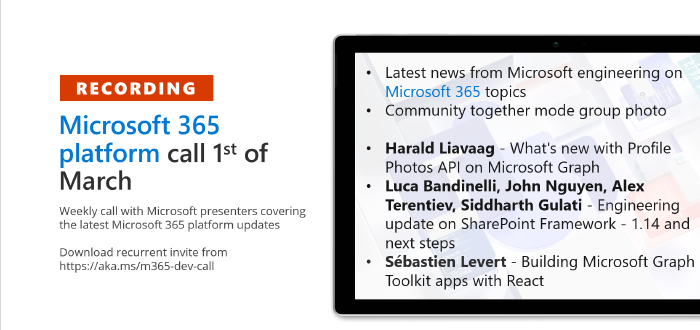 RECORDING
Microsoft 365
platform call 1st of
March
Weekly call with Microsoft presenters covering
the latest Microsoft 365 platform updates
Download recurrent invite from
https://aka.ms/m365-dev-call
• Latest news from Microsoft engineering on
Microsoft 365 topics
• Community together mode group photo
• Harald Liavaag - What's new with Profile
Photos API on Microsoft Graph
• Luca Bandinelli, John Nguyen, Alex
Terentiev, Siddharth Gulati - Engineering
update on SharePoint Framework - 1.14 and
next steps
• Sébastien Levert - Building Microsoft Graph
Toolkit apps with React